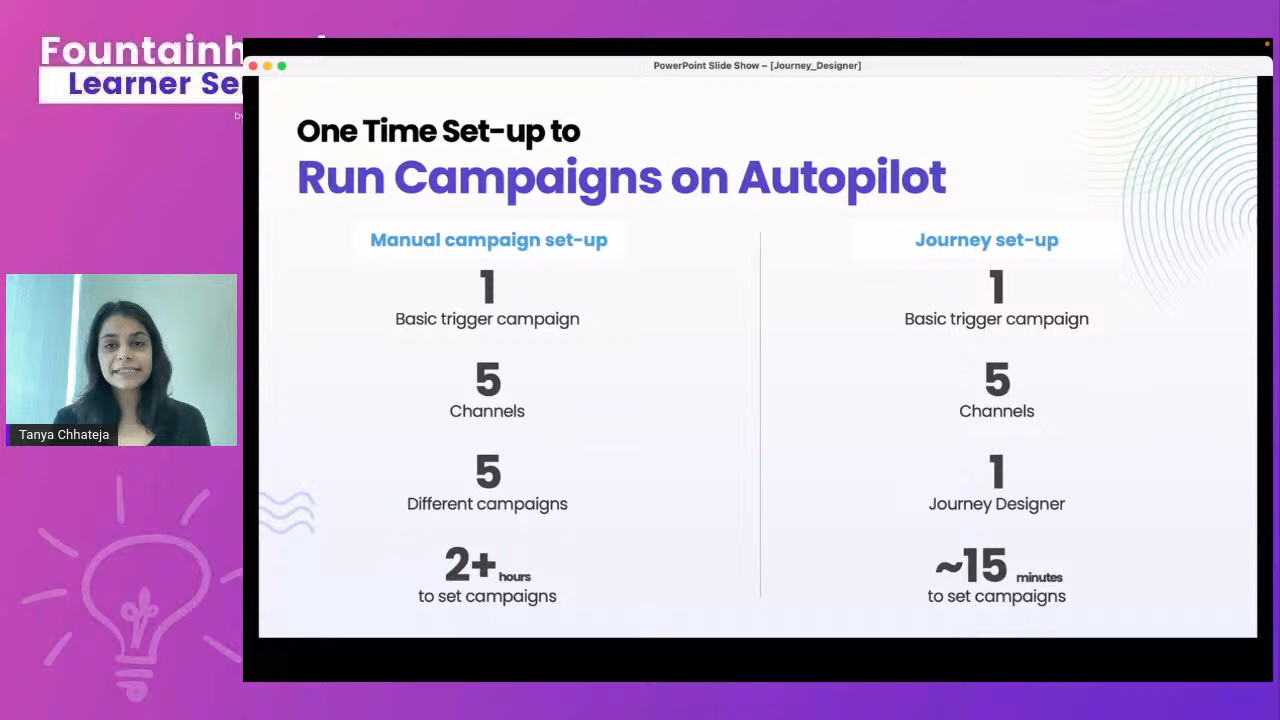 Learner
by
PowerPoint Slide Show – [Journey_Designer]
One Time Set-up to
Run Campaigns on Autopilot
Manual campaign set-up
1
Basic trigger campaign
5
Channels
5
Different campaigns
2+ hours
to set campaigns
Journey set-up
1
Basic trigger campaign
5
Channels
1
Journey Designer
~15 minutes
to set campaigns
Tanya Chhateja